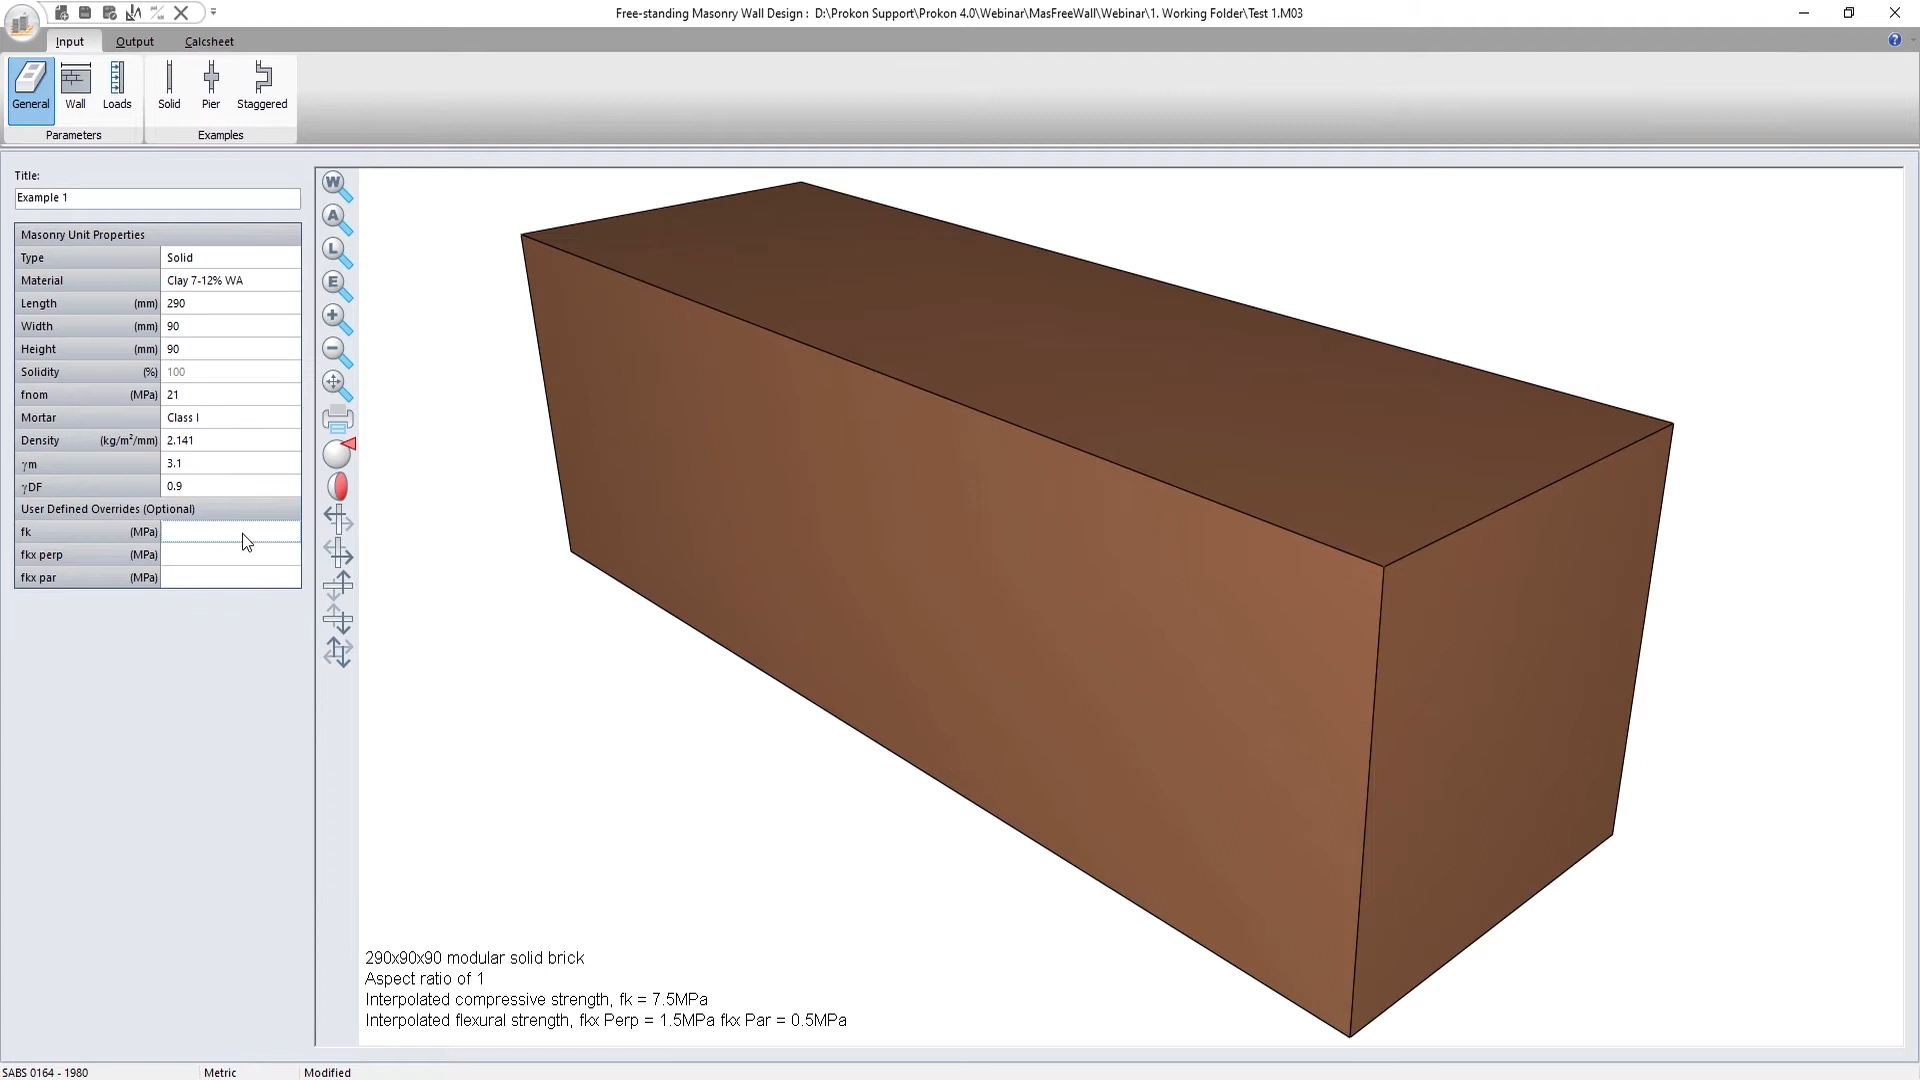 Free-standing Masonry Wall Design :  D:\Prokon Support\Prokon 4.0\Webinar\MasFreeWall\Webinar\1. Working Folder\Test 1.M03
Input Output Calcsheet
General Wall Loads Solid Pier Staggered
Parameters Examples
Title:
Example 1
Masonry Unit Properties
Type Solid
Material Clay 7-12% WA
Length (mm) 290
Width (mm) 90
Height (mm) 90
Solidity (%) 100
fnom (MPa) 21
Mortar Class I
Density (kg/m²/mm) 2.141
γm 3.1
γDF 0.9
User Defined Overrides (Optional)
fk (MPa)
fkx perp (MPa)
fkx par (MPa)
W
A
L
E
290x90x90 modular solid brick
Aspect ratio of 1
Interpolated compressive strength, fk = 7.5MPa
Interpolated flexural strength, fkx Perp = 1.5MPa fkx Par = 0.5MPa
SABS 0164 - 1980 Metric Modified